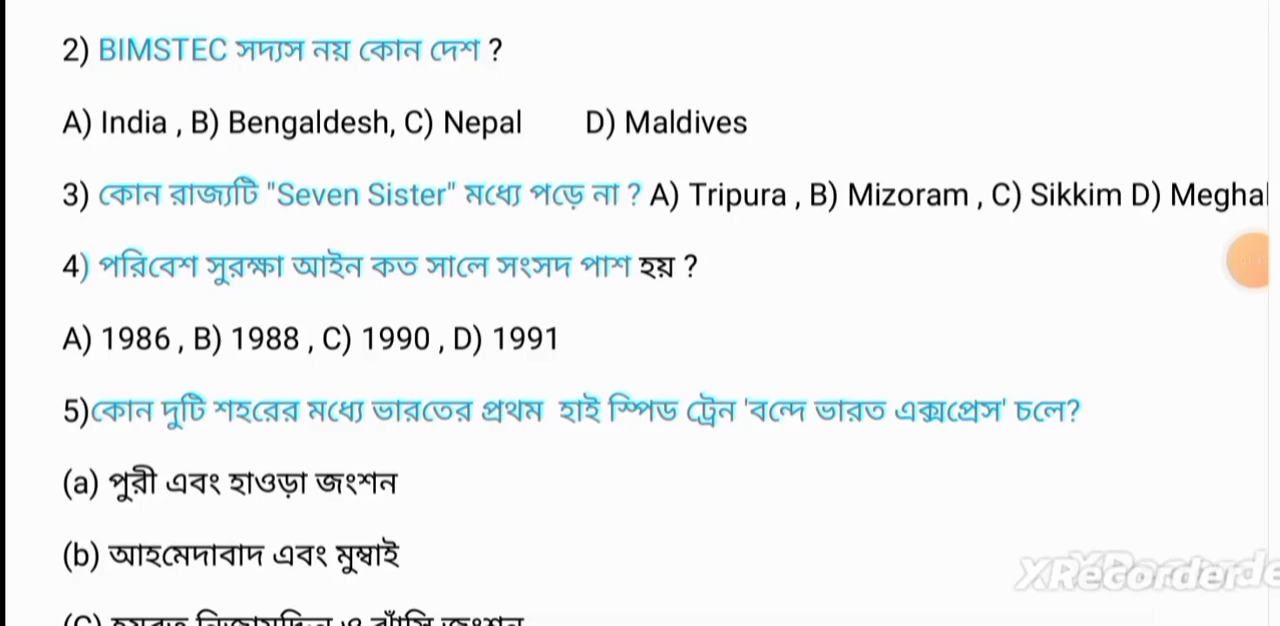 2) BIMSTEC সদ্যস নয় কোন দেশ ?
A) India , B) Bengaldesh, C) Nepal D) Maldives
3) কোন রাজ্যটি "Seven Sister" মধ্যে পড়ে না ? A) Tripura , B) Mizoram , C) Sikkim D) Meghal
4) পরিবেশ সুরক্ষা আইন কত সালে সংসদ পাশ হয় ?
A) 1986 , B) 1988 , C) 1990 , D) 1991
5)কোন দুটি শহরের মধ্যে ভারতের প্রথম হাই স্পিড ট্রেন 'বন্দে ভারত এক্সপ্রেস' চলে?
(a) পুরী এবং হাওড়া জংশন
(b) আহমেদাবাদ এবং মুম্বাই
XRecorder
(C) হযরত নিজামুদ্দিন ও ঝাঁসি জংশন